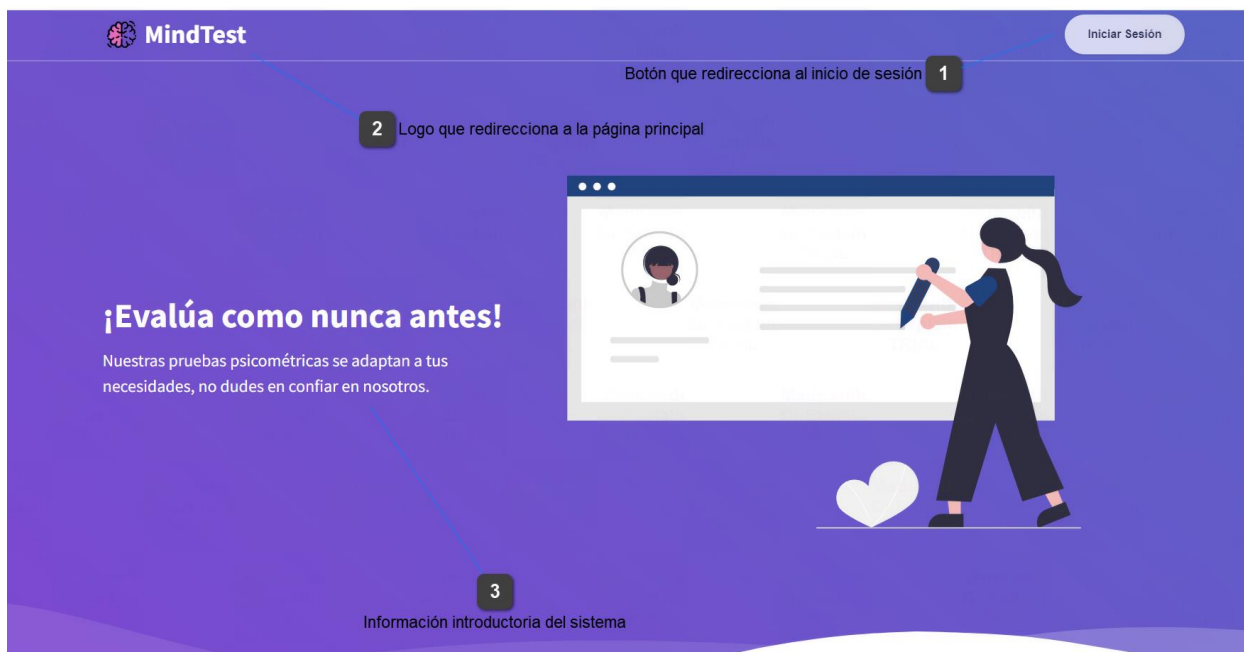 MindTest
Iniciar Sesión
Botón que redirecciona al inicio de sesión 1
2 Logo que redirecciona a la página principal
¡Evalúa como nunca antes!
Nuestras pruebas psicométricas se adaptan a tus
necesidades, no dudes en confiar en nosotros.
3
Información introductoria del sistema